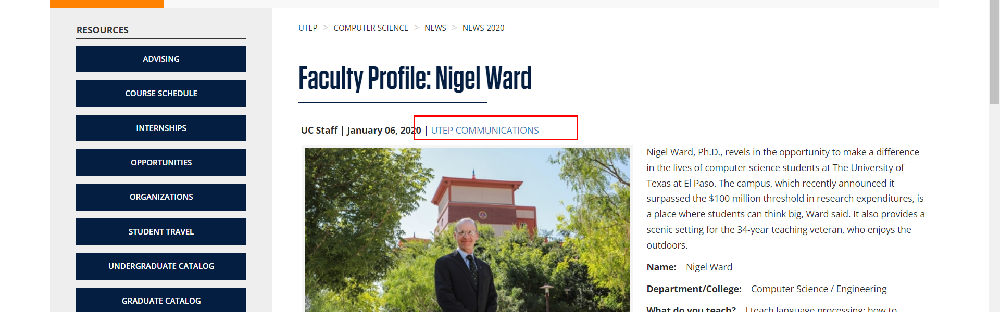 RESOURCES
ADVISING
COURSE SCHEDULE
INTERNSHIPS
OPPORTUNITIES
ORGANIZATIONS
STUDENT TRAVEL
UNDERGRADUATE CATALOG
GRADUATE CATALOG
UTEP > COMPUTER SCIENCE > NEWS > NEWS-2020
Faculty Profile: Nigel Ward
UC Staff | January 06, 2020 | UTEP COMMUNICATIONS
Nigel Ward, Ph.D., revels in the opportunity to make a difference
in the lives of computer science students at The University of
Texas at El Paso. The campus, which recently announced it
surpassed the $100 million threshold in research expenditures, is
a place where students can think big, Ward said. It also provides a
scenic setting for the 34-year teaching veteran, who enjoys the
outdoors.
Name: Nigel Ward
Department/College: Computer Science / Engineering
What do you teach? I teach language processing: how to